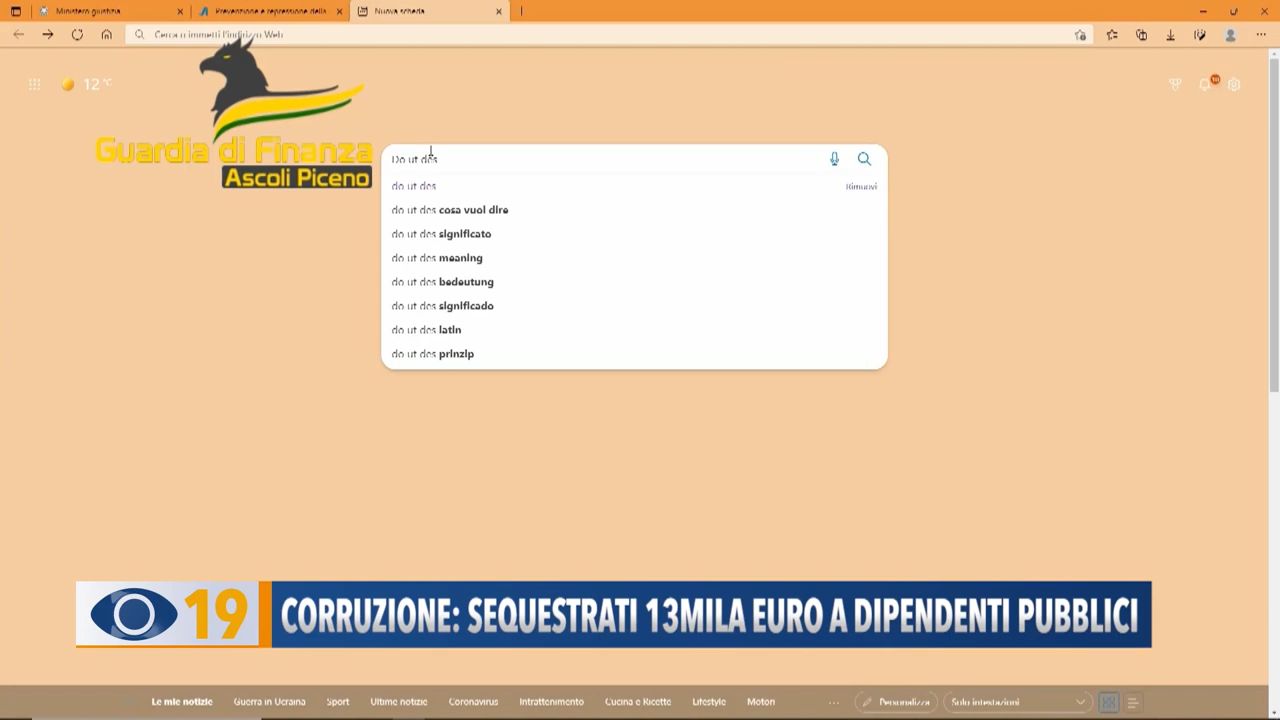 Ministero giustizia
Prevenzione e repressione della
Nuova scheda
Cerca o immetti l'indirizzo Web
12 °C
Guardia di Finanza
Ascoli Piceno
Do ut des
do ut des
Rimuovi
do ut des cosa vuol dire
do ut des significato
do ut des meaning
do ut des bedeutung
do ut des significado
do ut des latin
do ut des prinzip
19
CORRUZIONE: SEQUESTRATI 13MILA EURO A DIPENDENTI PUBBLICI
Le mie notizie
Guerra in Ucraina
Sport
Ultime notizie
Coronavirus
Intrattenimento
Cucina e Ricette
Lifestyle
Motori
Personalizza
Solo intestazioni